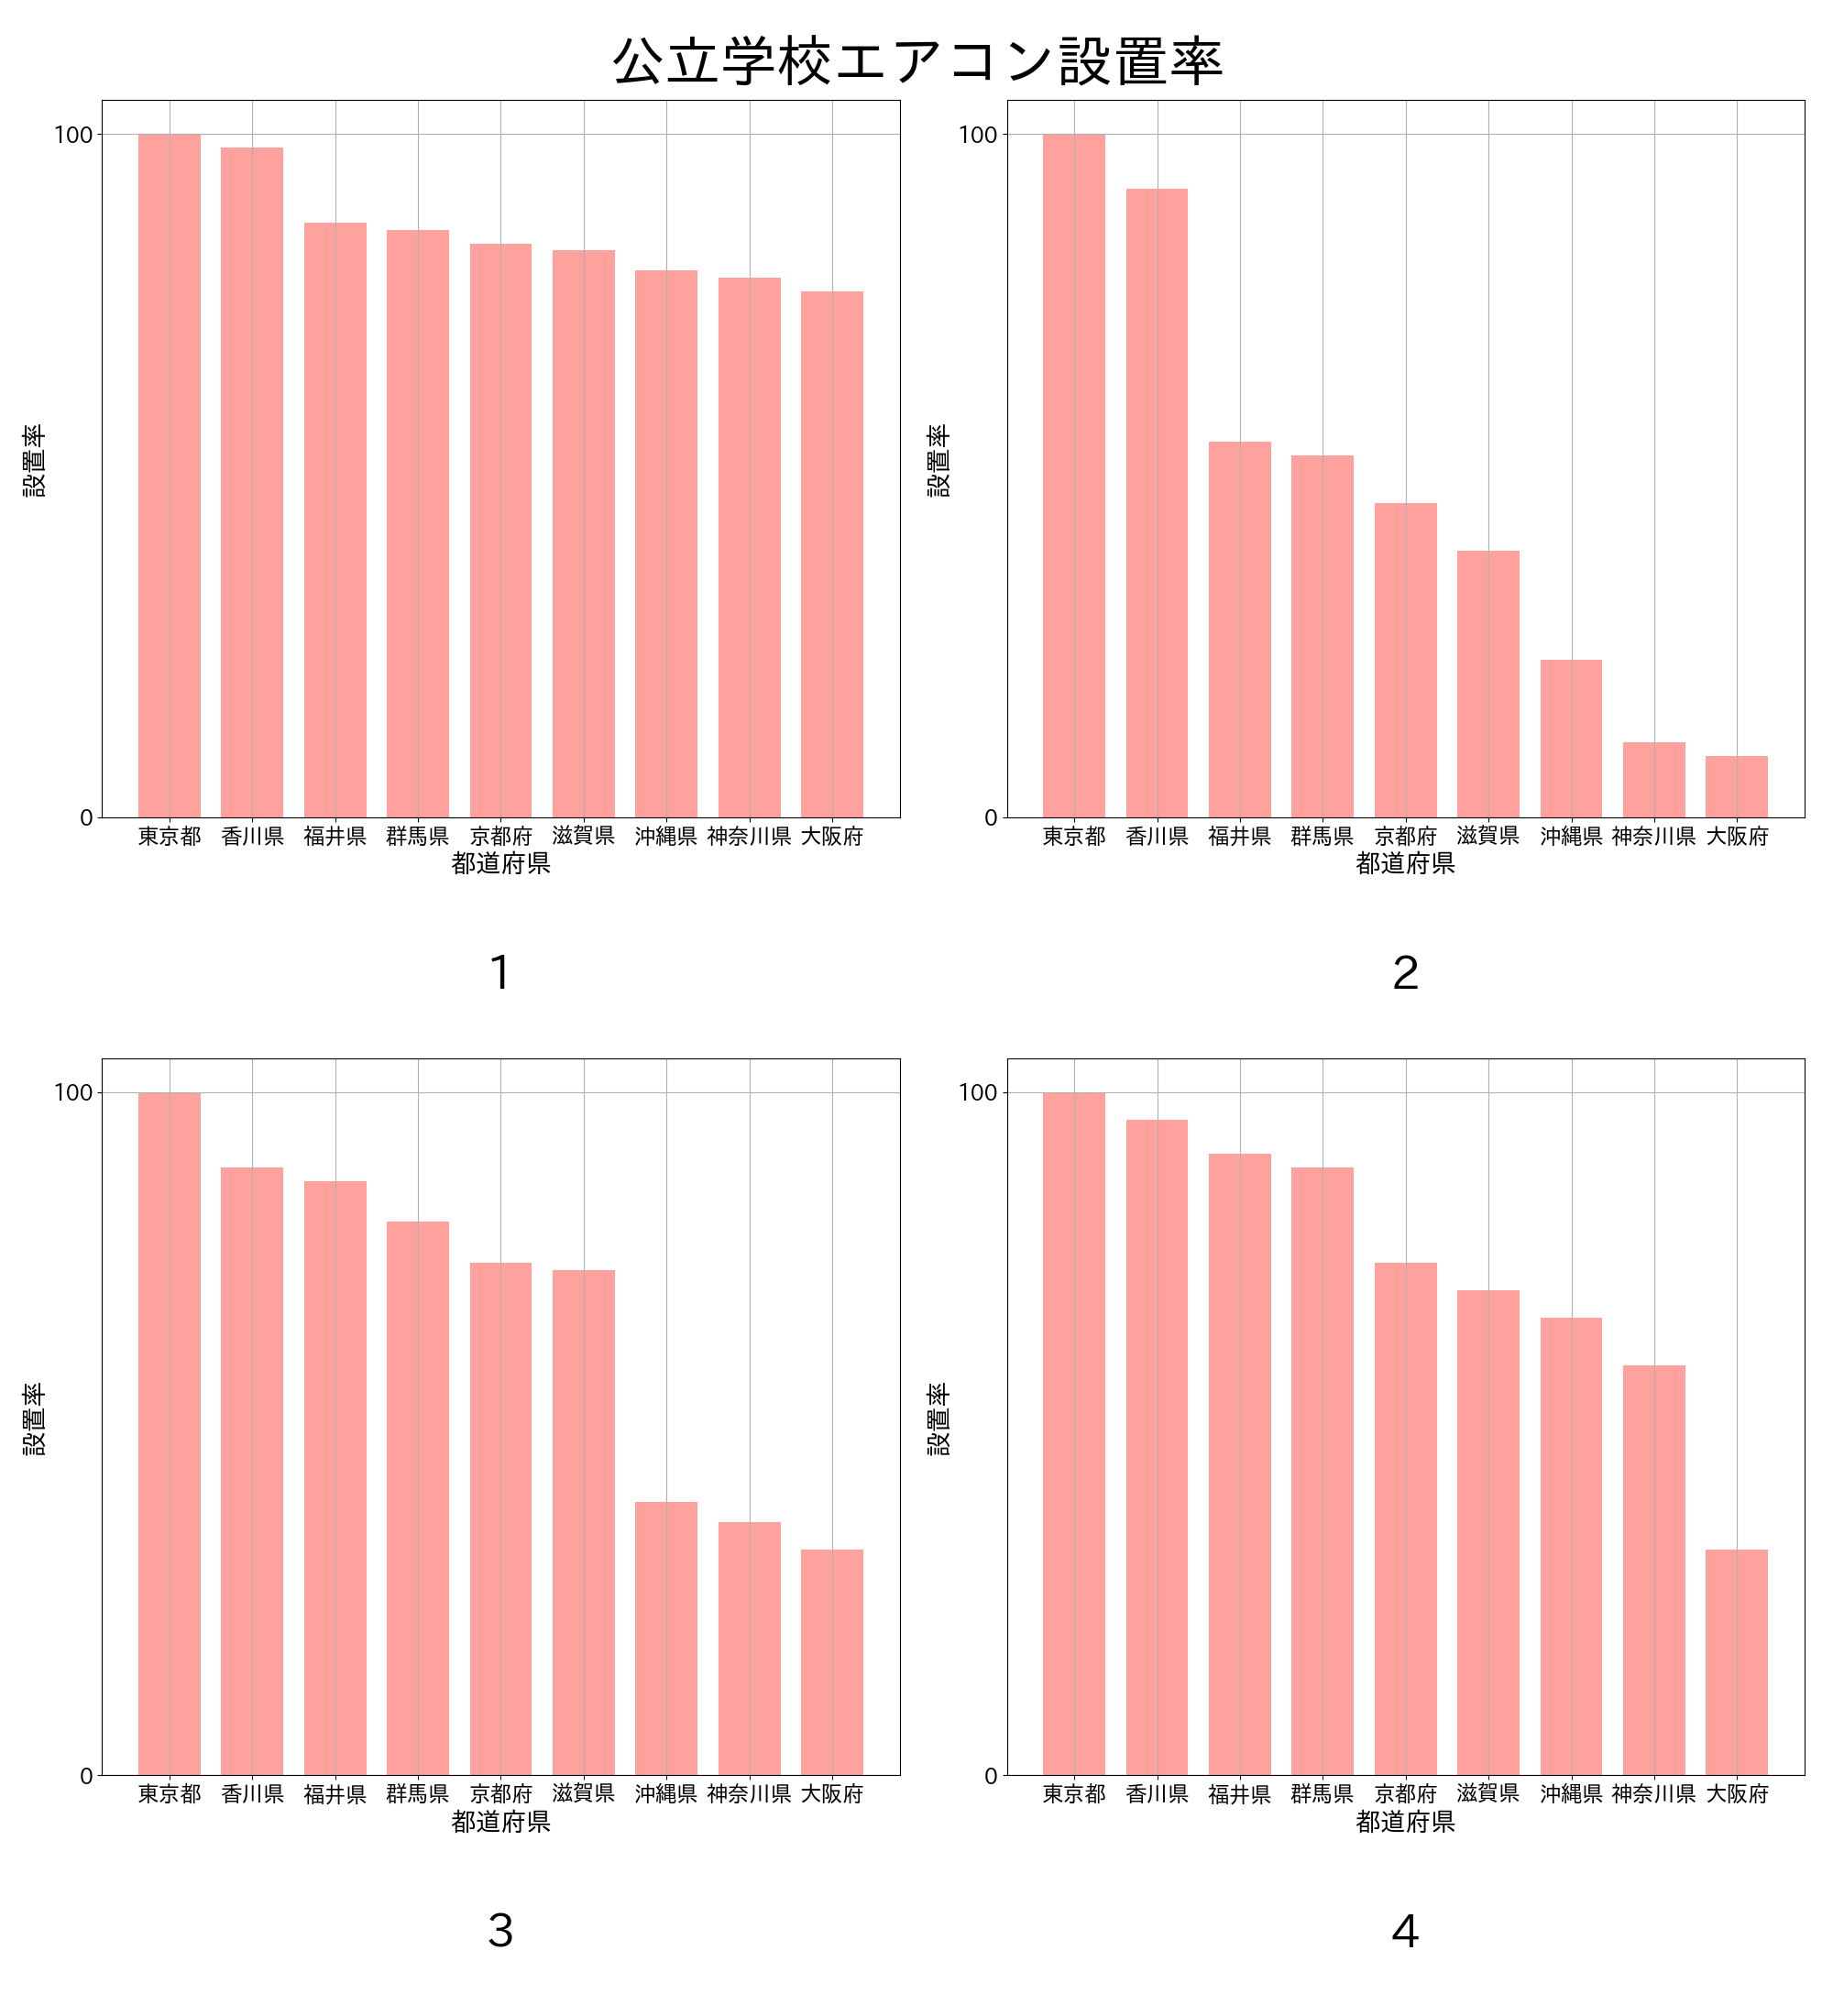 公立学校エアコン設置率
100
0
設置率
東京都 香川県 福井県 群馬県 京都府 滋賀県 沖縄県 神奈川県 大阪府
都道府県
1
100
0
設置率
東京都 香川県 福井県 群馬県 京都府 滋賀県 沖縄県 神奈川県 大阪府
都道府県
2
100
0
設置率
東京都 香川県 福井県 群馬県 京都府 滋賀県 沖縄県 神奈川県 大阪府
都道府県
3
100
0
設置率
東京都 香川県 福井県 群馬県 京都府 滋賀県 沖縄県 神奈川県 大阪府
都道府県
4